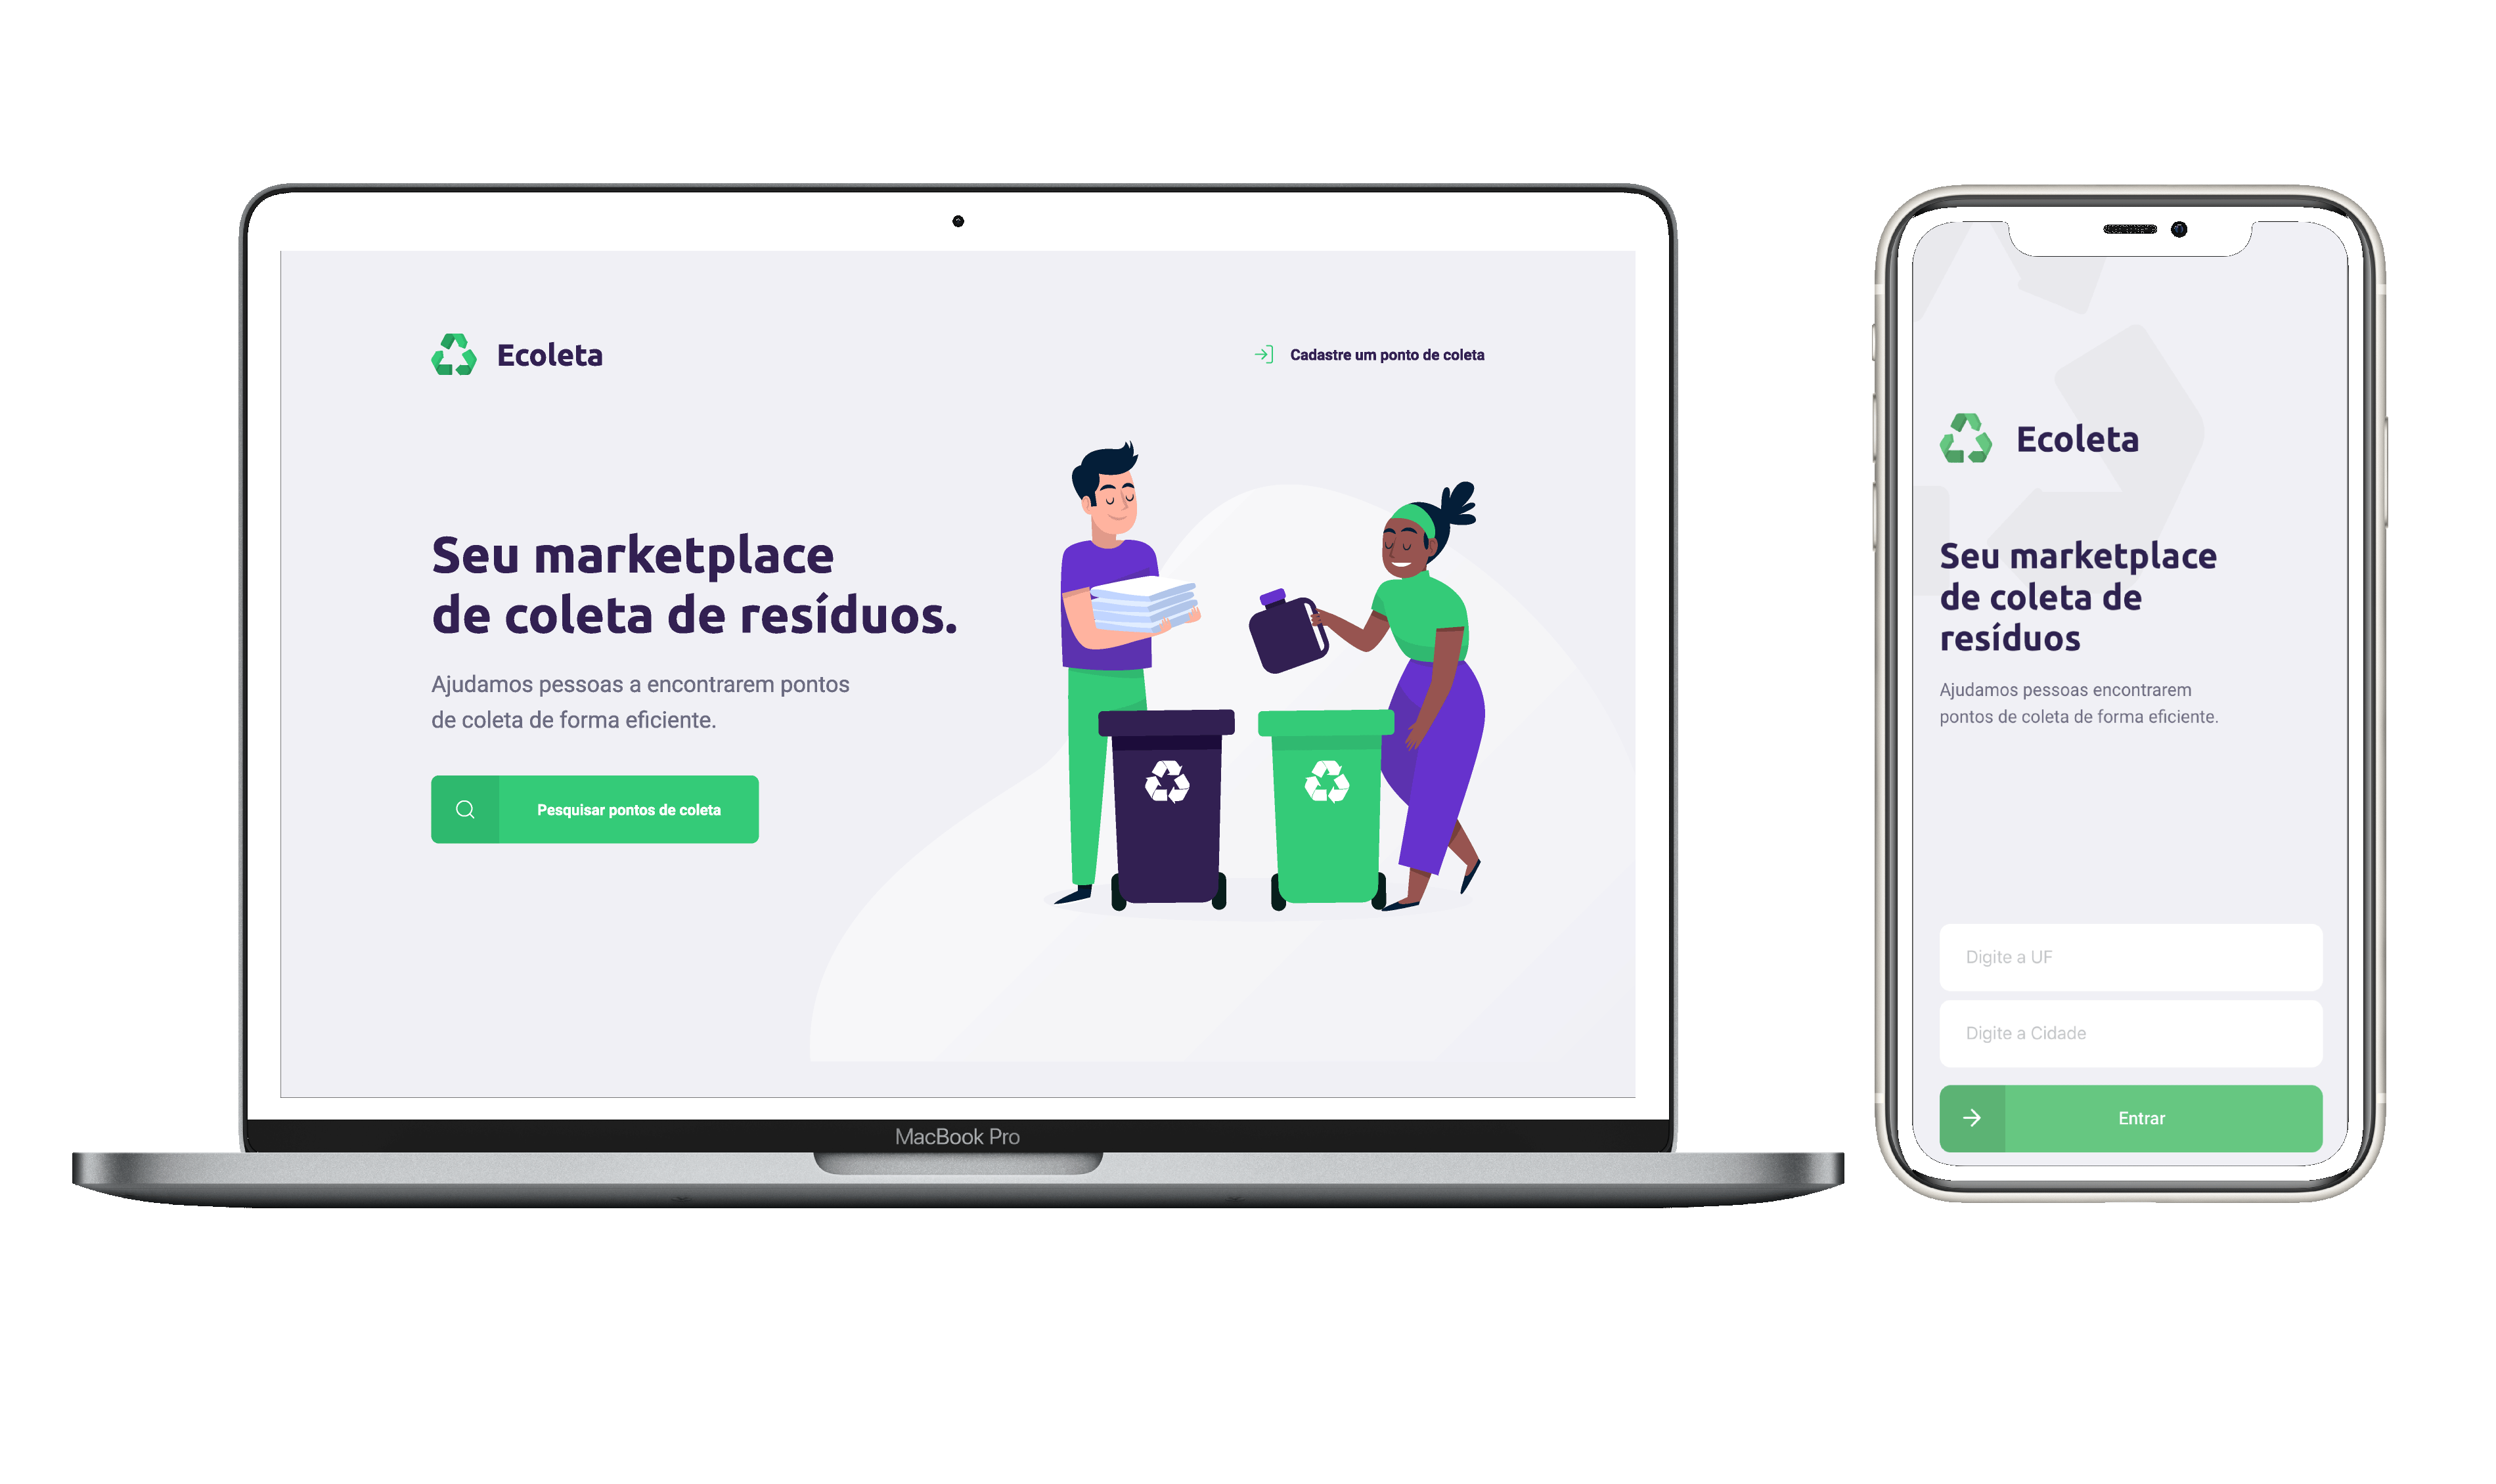 Ecoleta
Cadastre um ponto de coleta
Seu marketplace
de coleta de resíduos.
Ajudamos pessoas a encontrarem pontos
de coleta de forma eficiente.
Pesquisar pontos de coleta
MacBook Pro
Ecoleta
Seu marketplace
de coleta de
resíduos
Ajudamos pessoas encontrarem
pontos de coleta de forma eficiente.
Digite a UF
Digite a Cidade
Entrar